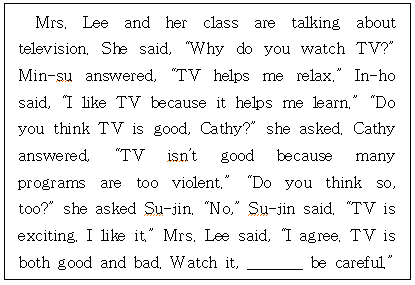 Mrs. Lee and her class are talking about
television. She said, "Why do you watch TV?"
Min-su answered, "TV helps me relax." In-ho
said, "I like TV because it helps me learn." "Do
you think TV is good, Cathy?" she asked. Cathy
answered, "TV isn't good because many
programs are too violent." "Do you think so,
too?" she asked Su-jin. "No," Su-jin said. "TV is
exciting. I like it." Mrs. Lee said, "I agree. TV is
both good and bad. Watch it, ________ be careful."